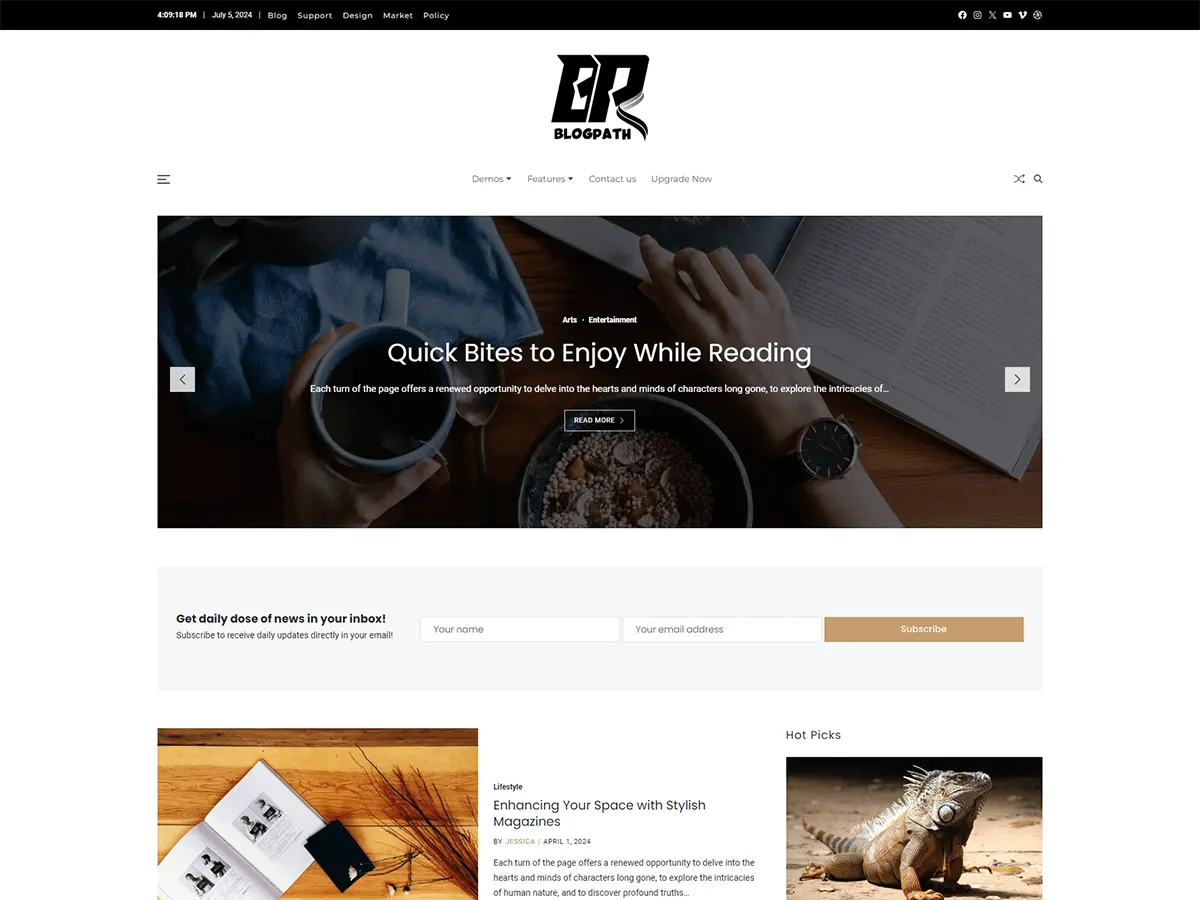 4:09:18 PM | July 5, 2024 | Blog Support Design Market Policy
BP
BLOGPATH
Demos Features Contact us Upgrade Now
Arts · Entertainment
Quick Bites to Enjoy While Reading
Each turn of the page offers a renewed opportunity to delve into the hearts and minds of characters long gone, to explore the intricacies of...
READ MORE
Get daily dose of news in your inbox!
Subscribe to receive daily updates directly in your email!
Your name
Your email address
Subscribe
Lifestyle
Enhancing Your Space with Stylish
Magazines
BY JESSICA / APRIL 1, 2024
Each turn of the page offers a renewed opportunity to delve into the
hearts and minds of characters long gone, to explore the intricacies
of human nature, and to discover profound truths...
Hot Picks